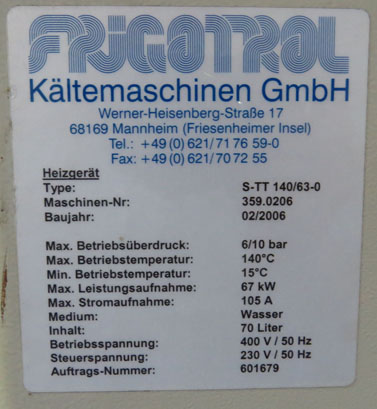 FRIGOTROL
Kältemaschinen GmbH
Werner-Heisenberg-Straße 17
68169 Mannheim (Friesenheimer Insel)
Tel.: +49 (0) 621/71 76 59-0
Fax: +49 (0) 621/70 72 55
Heizgerät
Type: S-TT 140/63-0
Maschinen-Nr: 359.0206
Baujahr: 02/2006
Max. Betriebsüberdruck: 6/10 bar
Max. Betriebstemperatur: 140°C
Min. Betriebstemperatur: 15°C
Max. Leistungsaufnahme: 67 kW
Max. Stromaufnahme: 105 A
Medium: Wasser
Inhalt: 70 Liter
Betriebsspannung: 400 V / 50 Hz
Steuerspannung: 230 V / 50 Hz
Auftrags-Nummer: 601679